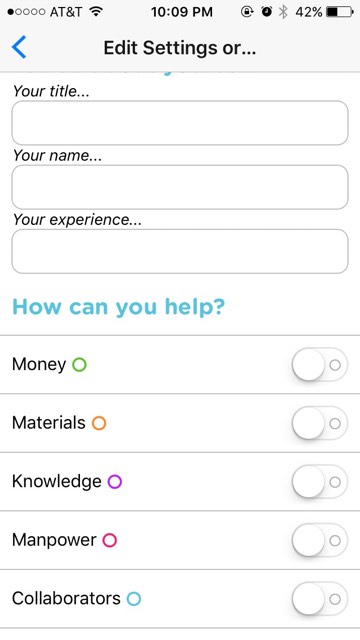 AT&T 10:09 PM 42%
Edit Settings or...
Your title...
Your name...
Your experience...
How can you help?
Money
Materials
Knowledge
Manpower
Collaborators